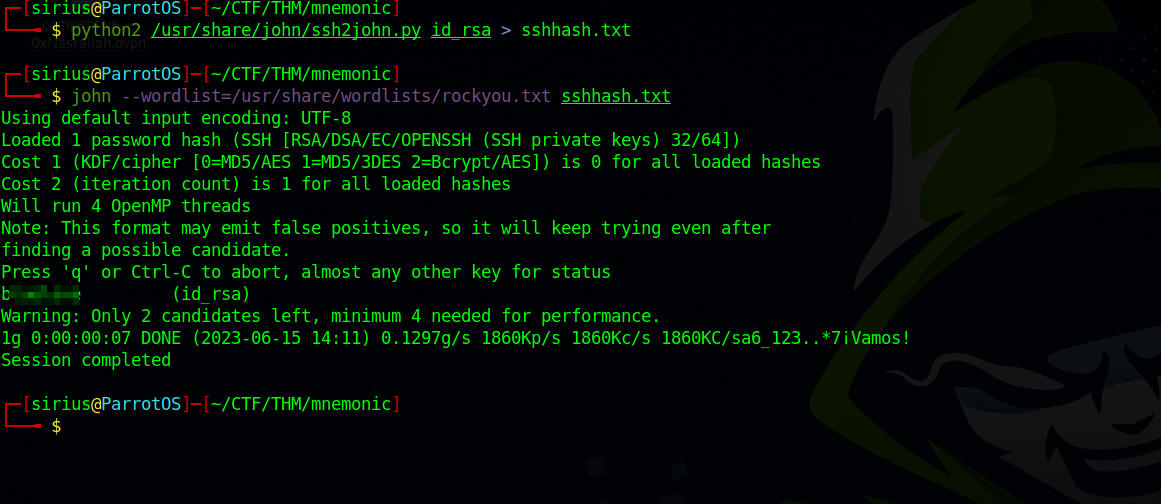 ┌─[sirius@ParrotOS]─[~/CTF/THM/mnemonic]
└──╼ $ python2 /usr/share/john/ssh2john.py id_rsa > sshhash.txt
0xNasrallah.ovpn
┌─[sirius@ParrotOS]─[~/CTF/THM/mnemonic]
└──╼ $ john --wordlist=/usr/share/wordlists/rockyou.txt sshhash.txt
Using default input encoding: UTF-8
Loaded 1 password hash (SSH [RSA/DSA/EC/OPENSSH (SSH private keys) 32/64])
Cost 1 (KDF/cipher [0=MD5/AES 1=MD5/3DES 2=Bcrypt/AES]) is 0 for all loaded hashes
Cost 2 (iteration count) is 1 for all loaded hashes
Will run 4 OpenMP threads
Note: This format may emit false positives, so it will keep trying even after
finding a possible candidate.
Press 'q' or Ctrl-C to abort, almost any other key for status
(id_rsa)
Warning: Only 2 candidates left, minimum 4 needed for performance.
1g 0:00:00:07 DONE (2023-06-15 14:11) 0.1297g/s 1860Kp/s 1860Kc/s 1860KC/sa6_123..*7¡Vamos!
Session completed
┌─[sirius@ParrotOS]─[~/CTF/THM/mnemonic]
└──╼ $